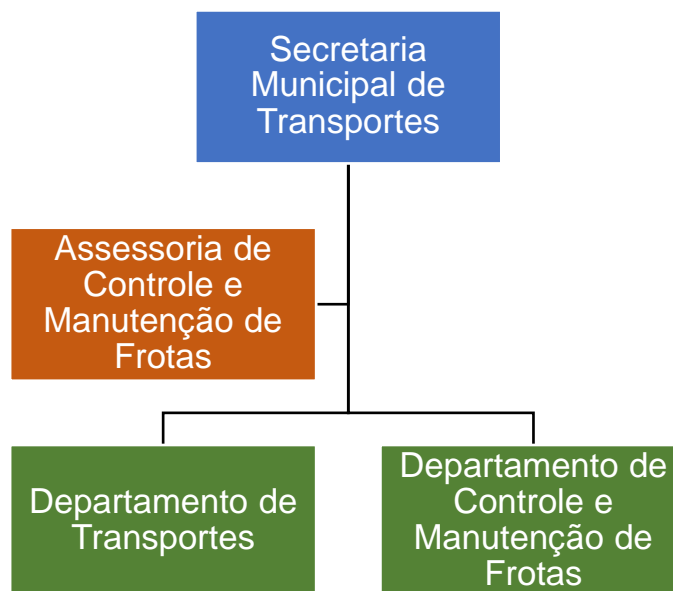 Secretaria
Municipal de
Transportes
Assessoria de
Controle e
Manutenção de
Frotas
Departamento de
Transportes
Departamento de
Controle e
Manutenção de
Frotas